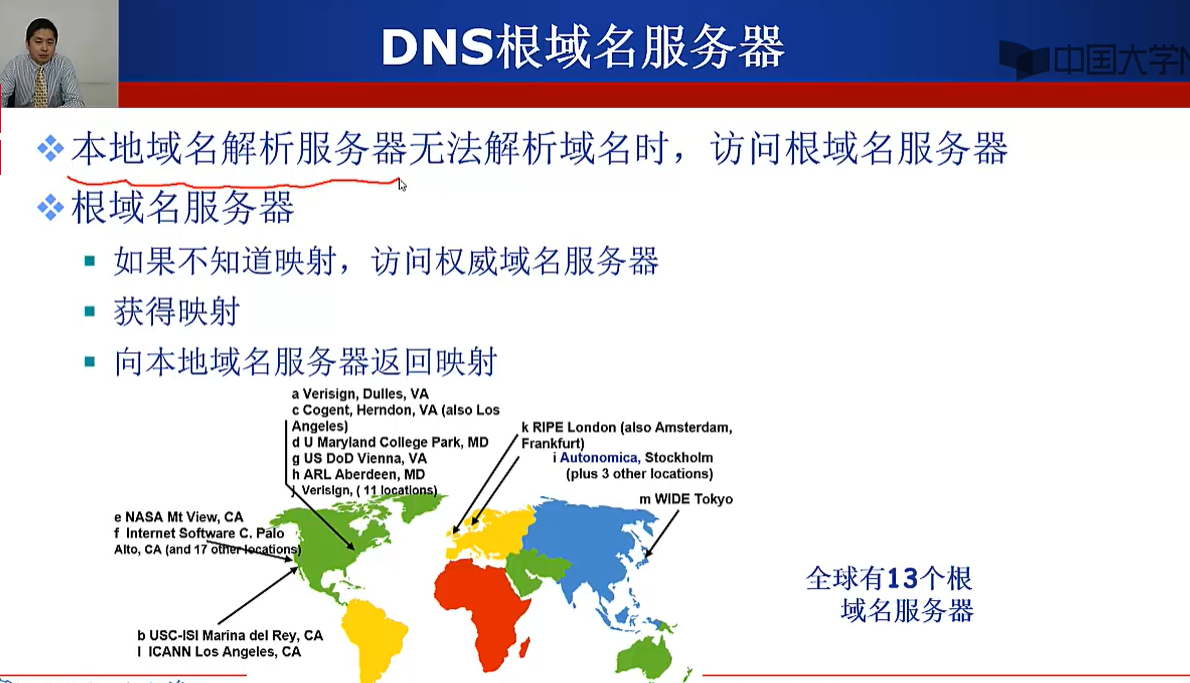 DNS根域名服务器
中国大学
本地域名解析服务器无法解析域名时，访问根域名服务器
根域名服务器
如果不知道映射，访问权威域名服务器
获得映射
向本地域名服务器返回映射
a Verisign, Dulles, VA
c Cogent, Herndon, VA (also Los
Angeles)
d U Maryland College Park, MD
g US DoD Vienna, VA
h ARL Aberdeen, MD
j Verisign, ( 11 locations)
k RIPE London (also Amsterdam,
Frankfurt)
i Autonomica, Stockholm
(plus 3 other locations)
m WIDE Tokyo
e NASA Mt View, CA
f Internet Software C. Palo
Alto, CA (and 17 other locations)
b USC-ISI Marina del Rey, CA
l ICANN Los Angeles, CA
全球有13个根
域名服务器